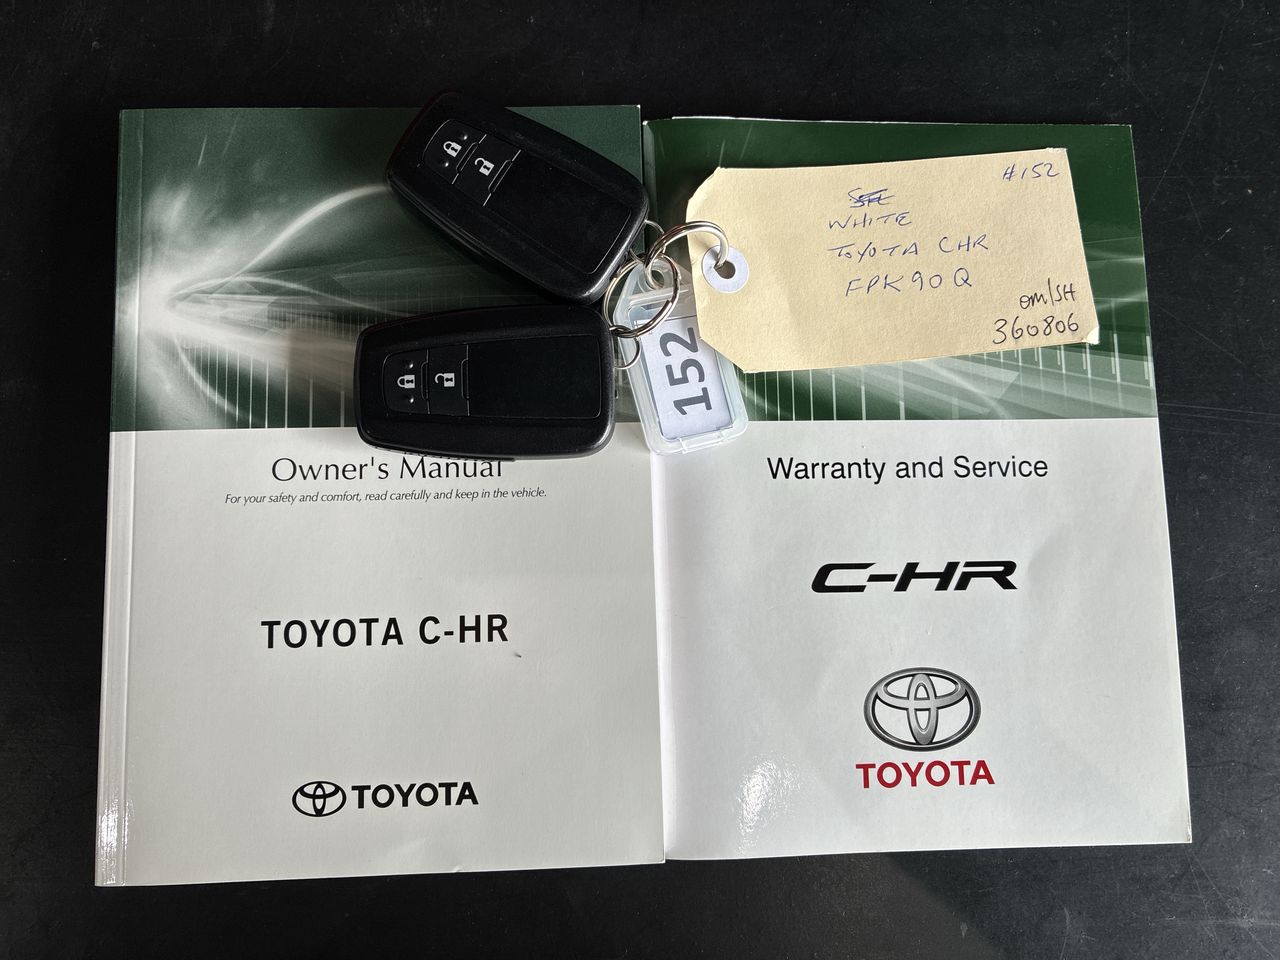 Owner's Manual
For your safety and comfort, read carefully and keep in the vehicle.
TOYOTA C-HR
TOYOTA
152
#152
WHITE
TOYOTA CHR
FPK90Q
om/SH
360806
Warranty and Service
C-HR
TOYOTA